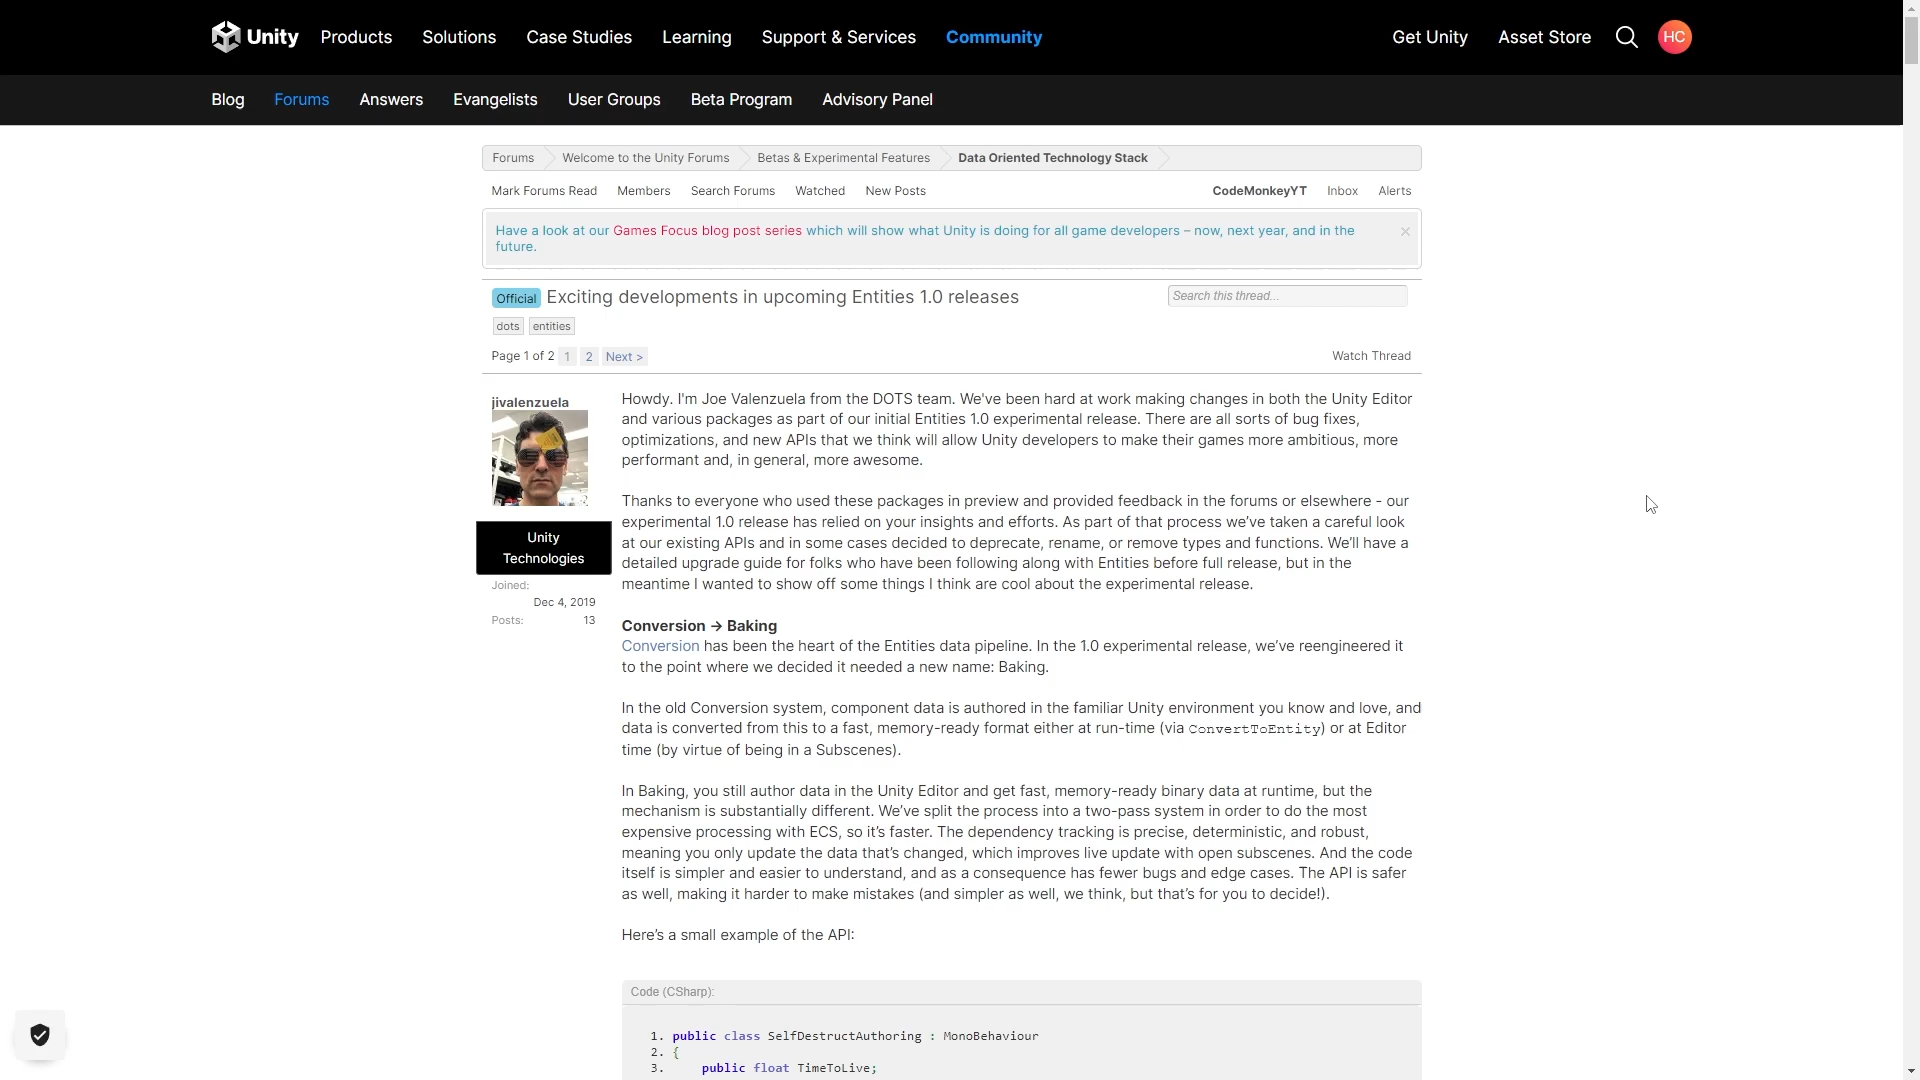 Unity Products Solutions Case Studies Learning Support & Services Community Get Unity Asset Store HC
Blog Forums Answers Evangelists User Groups Beta Program Advisory Panel
Forums Welcome to the Unity Forums Betas & Experimental Features Data Oriented Technology Stack
Mark Forums Read Members Search Forums Watched New Posts CodeMonkeyYT Inbox Alerts
Have a look at our Games Focus blog post series which will show what Unity is doing for all game developers – now, next year, and in the
future.
Official Exciting developments in upcoming Entities 1.0 releases Search this thread...
dots entities
Page 1 of 2 1 2 Next > Watch Thread
jivalenzuela
Unity
Technologies
Joined:
Dec 4, 2019
Posts: 13
Howdy. I'm Joe Valenzuela from the DOTS team. We've been hard at work making changes in both the Unity Editor
and various packages as part of our initial Entities 1.0 experimental release. There are all sorts of bug fixes,
optimizations, and new APIs that we think will allow Unity developers to make their games more ambitious, more
performant and, in general, more awesome.
Thanks to everyone who used these packages in preview and provided feedback in the forums or elsewhere - our
experimental 1.0 release has relied on your insights and efforts. As part of that process we’ve taken a careful look
at our existing APIs and in some cases decided to deprecate, rename, or remove types and functions. We’ll have a
detailed upgrade guide for folks who have been following along with Entities before full release, but in the
meantime I wanted to show off some things I think are cool about the experimental release.
Conversion → Baking
Conversion has been the heart of the Entities data pipeline. In the 1.0 experimental release, we’ve reengineered it
to the point where we decided it needed a new name: Baking.
In the old Conversion system, component data is authored in the familiar Unity environment you know and love, and
data is converted from this to a fast, memory-ready format either at run-time (via ConvertToEntity) or at Editor
time (by virtue of being in a Subscenes).
In Baking, you still author data in the Unity Editor and get fast, memory-ready binary data at runtime, but the
mechanism is substantially different. We’ve split the process into a two-pass system in order to do the most
expensive processing with ECS, so it’s faster. The dependency tracking is precise, deterministic, and robust,
meaning you only update the data that’s changed, which improves live update with open subscenes. And the code
itself is simpler and easier to understand, and as a consequence has fewer bugs and edge cases. The API is safer
as well, making it harder to make mistakes (and simpler as well, we think, but that’s for you to decide!).
Here’s a small example of the API:
Code (CSharp):
1. public class SelfDestructAuthoring : MonoBehaviour
2. {
3. public float TimeToLive;